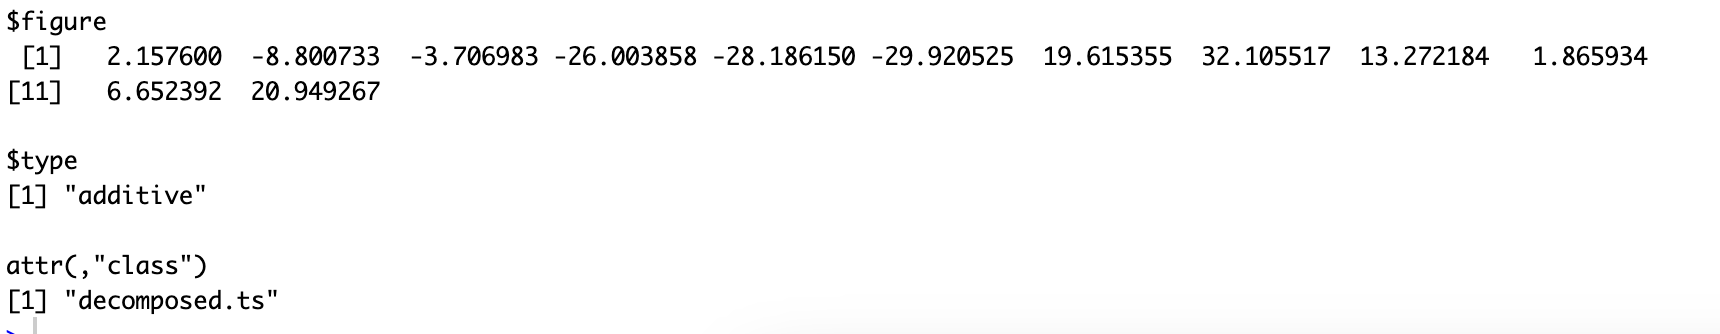 $figure
 [1]   2.157600  -8.800733  -3.706983 -26.003858 -28.186150 -29.920525  19.615355  32.105517  13.272184   1.865934
[11]   6.652392  20.949267
$type
[1] "additive"
attr(,"class")
[1] "decomposed.ts"
>